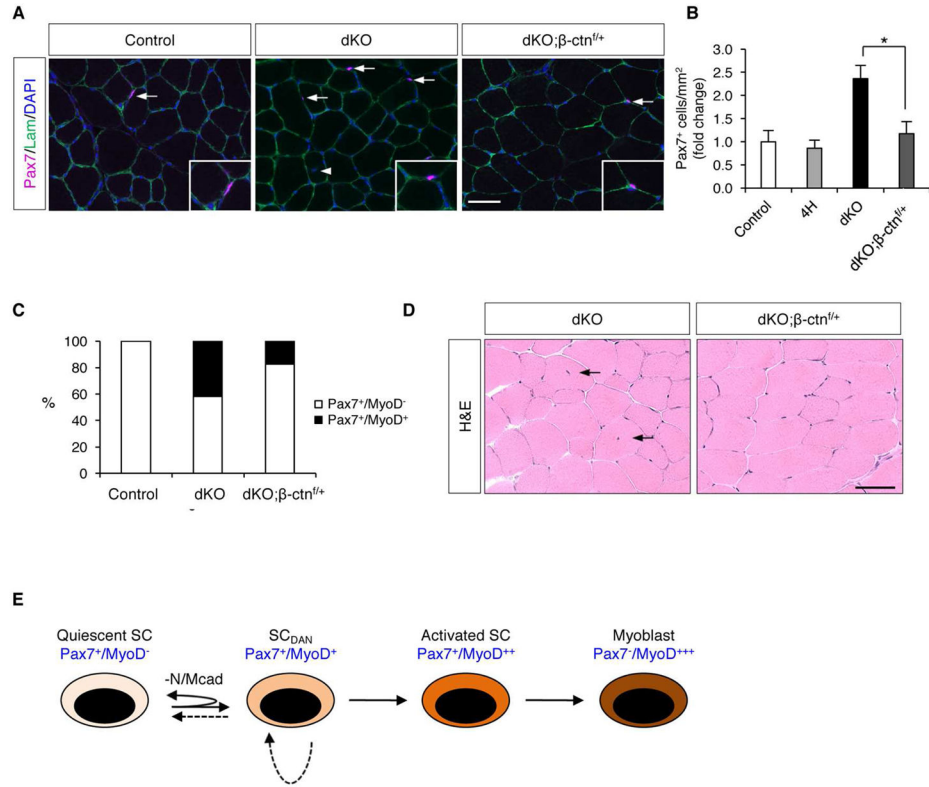 A
Control
dKO
dKO;β-ctnᶠ/⁺
Pax7/Lam/DAPI
B
Pax7⁺ cells/mm²
(fold change)
3.0
2.5
2.0
1.5
1.0
0.5
0.0
*
Control
4H
dKO
dKO;β-ctnᶠ/⁺
C
%
100
80
60
40
20
0
Control
dKO
dKO;β-ctnᶠ/⁺
Pax7⁺/MyoD⁻
Pax7⁺/MyoD⁺
D
dKO
dKO;β-ctnᶠ/⁺
H&E
E
Quiescent SC
Pax7⁺/MyoD⁻
-N/Mcad
SC_DAN
Pax7⁺/MyoD⁺
Activated SC
Pax7⁺/MyoD⁺⁺
Myoblast
Pax7⁻/MyoD⁺⁺⁺